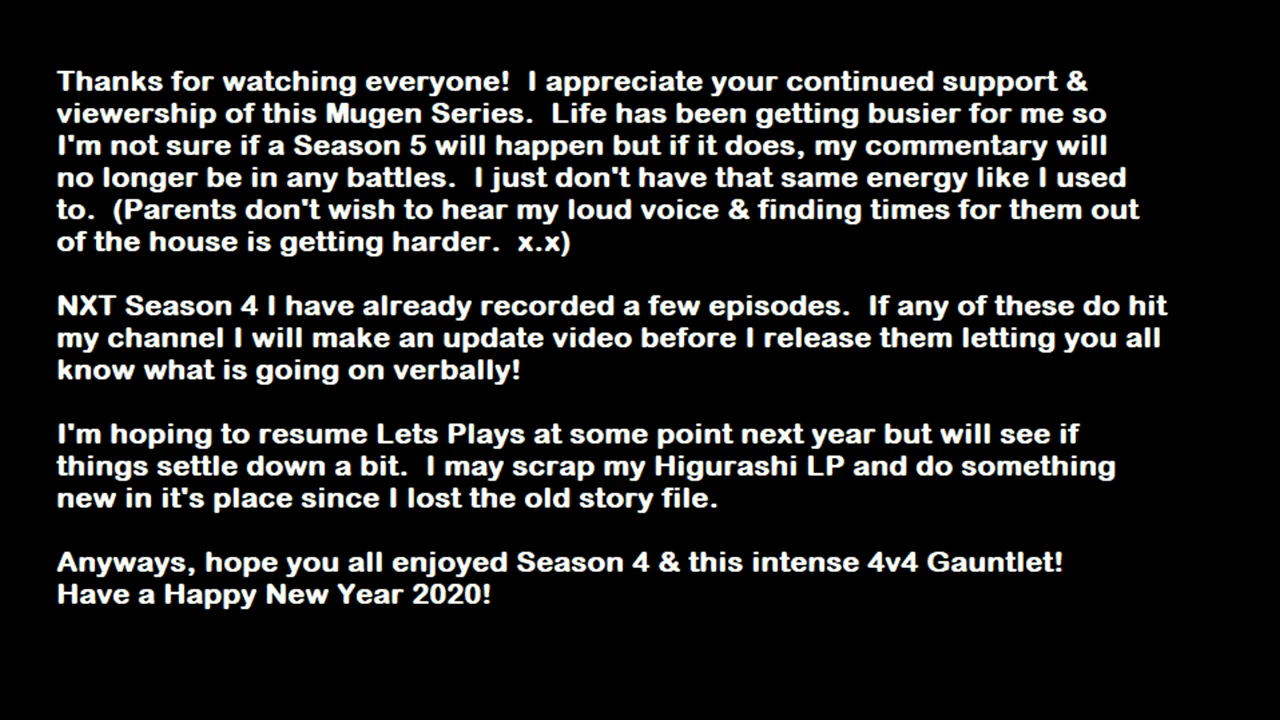 Thanks for watching everyone!  I appreciate your continued support &
viewership of this Mugen Series.  Life has been getting busier for me so
I'm not sure if a Season 5 will happen but if it does, my commentary will
no longer be in any battles.  I just don't have that same energy like I used
to.  (Parents don't wish to hear my loud voice & finding times for them out
of the house is getting harder.  x.x)
NXT Season 4 I have already recorded a few episodes.  If any of these do hit
my channel I will make an update video before I release them letting you all
know what is going on verbally!
I'm hoping to resume Lets Plays at some point next year but will see if
things settle down a bit.  I may scrap my Higurashi LP and do something
new in it's place since I lost the old story file.
Anyways, hope you all enjoyed Season 4 & this intense 4v4 Gauntlet!
Have a Happy New Year 2020!